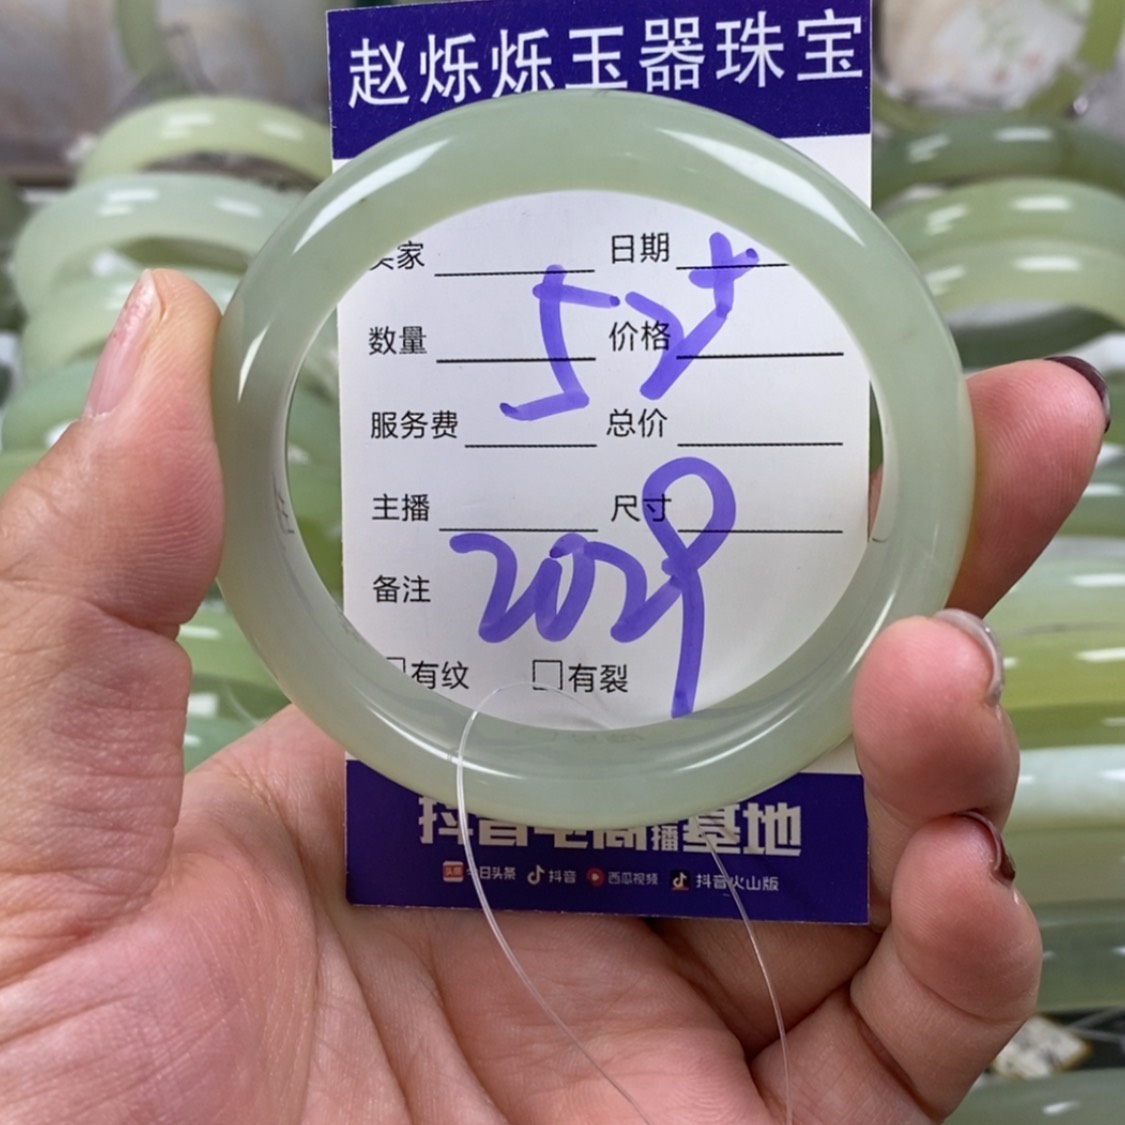 赵烁烁玉器珠宝
卖家 日期
数量 价格
服务费 总价
主播 尺寸
备注
2029
有纹 有裂
抖音电商直播基地
今日头条 抖音 西瓜视频 抖音火山版